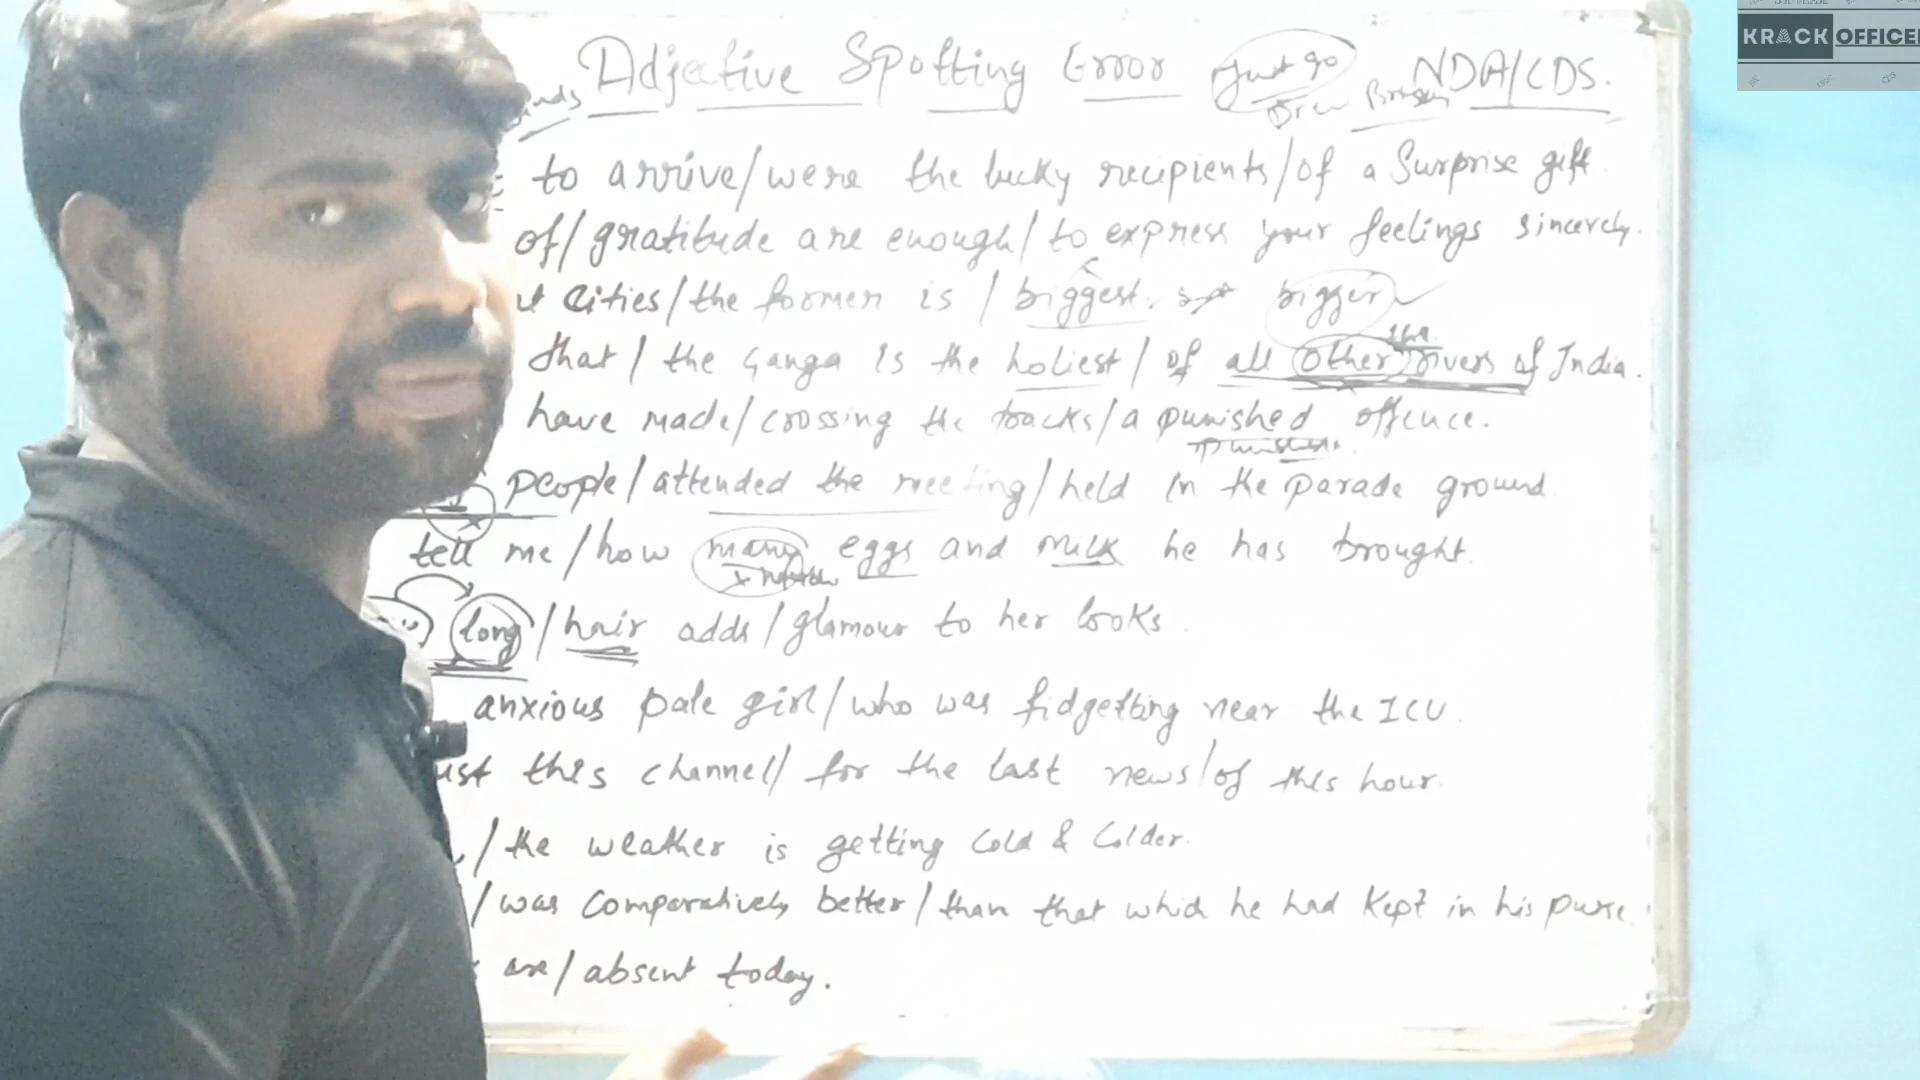 KRACK OFFICER
Adjective Spotting Error Just go NDA/CDS.
to arrive/were the lucky recipients/of a Surprise gift.
of/gratitude are enough/to express your feelings sincerely.
Cities/the former is/biggest. bigger
that/the Ganga is the holiest/of all other rivers of India.
have made/crossing the tracks/a punished offence.
people/attended the meeting/held in the parade ground.
tell me/how many eggs and milk he has brought.
long/hair adds/glamour to her looks.
anxious pale girl/who was fidgetting near the ICU.
this channel/for the last news/of this hour.
/the weather is getting Cold & Colder.
/was comparatively better/than that which he had kept in his purse.
are/absent today.